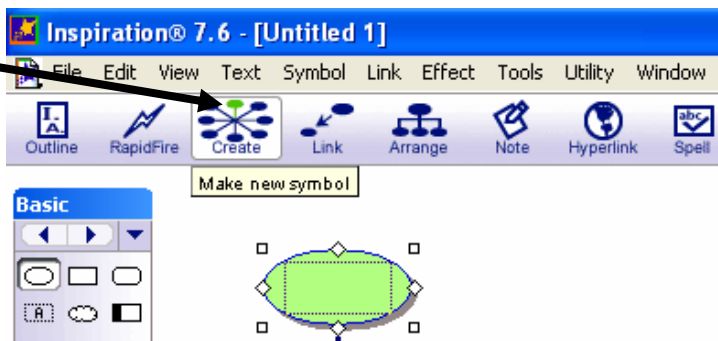 Inspiration® 7.6 - [Untitled 1]
File Edit View Text Symbol Link Effect Tools Utility Window
I. A.
abc
Outline RapidFire Create Link Arrange Note Hyperlink Spell
Make new symbol
Basic
A